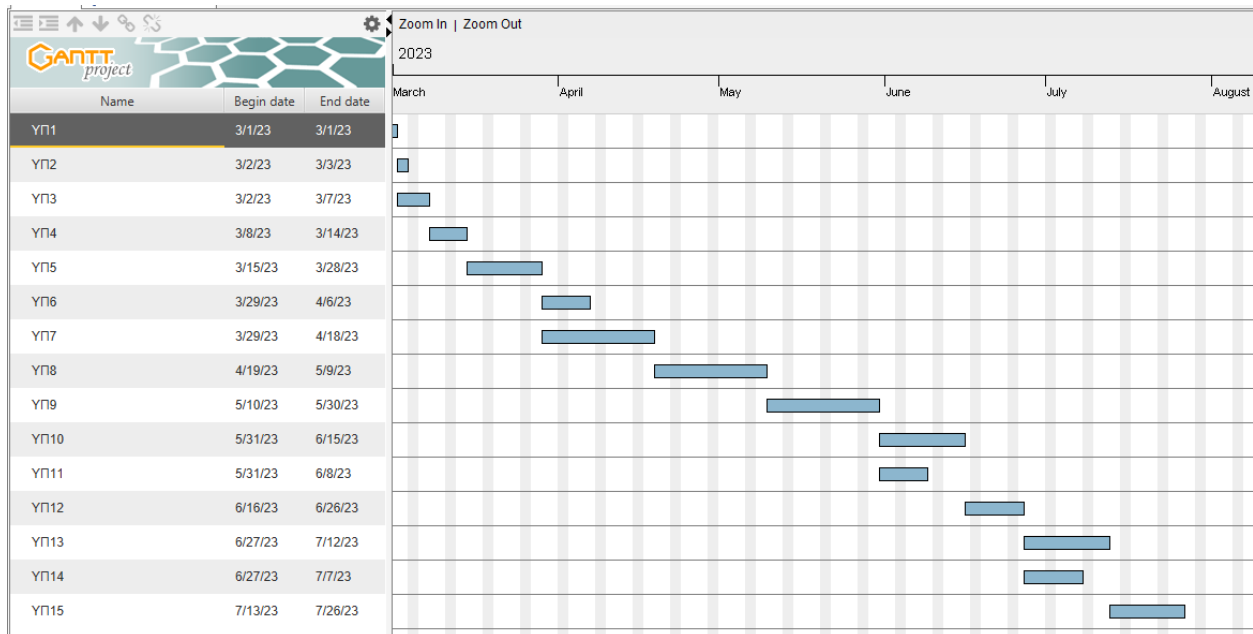 Zoom In | Zoom Out
GANTT
project
2023
Name Begin date End date
March April May June July August
УП1 3/1/23 3/1/23
УП2 3/2/23 3/3/23
УП3 3/2/23 3/7/23
УП4 3/8/23 3/14/23
УП5 3/15/23 3/28/23
УП6 3/29/23 4/6/23
УП7 3/29/23 4/18/23
УП8 4/19/23 5/9/23
УП9 5/10/23 5/30/23
УП10 5/31/23 6/15/23
УП11 5/31/23 6/8/23
УП12 6/16/23 6/26/23
УП13 6/27/23 7/12/23
УП14 6/27/23 7/7/23
УП15 7/13/23 7/26/23